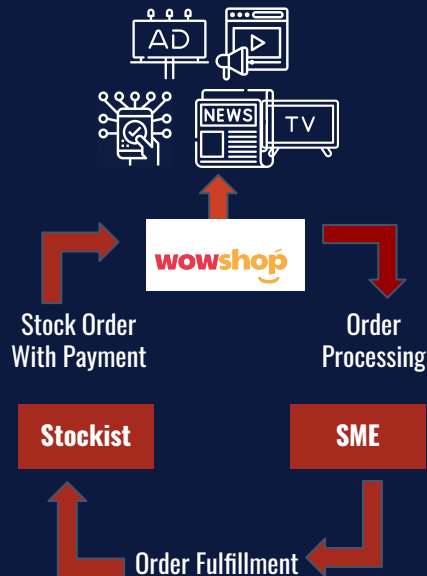 AD
NEWS
TV
wowshop
Stock Order
With Payment
Order
Processing
Stockist
SME
Order Fulfillment